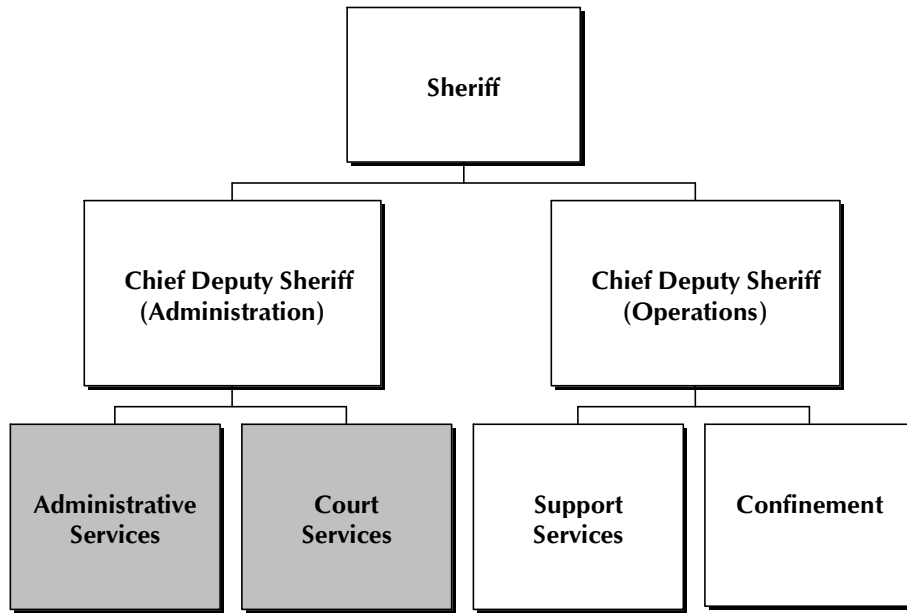 Sheriff
Chief Deputy Sheriff
(Administration)
Chief Deputy Sheriff
(Operations)
Administrative
Services
Court
Services
Support
Services
Confinement